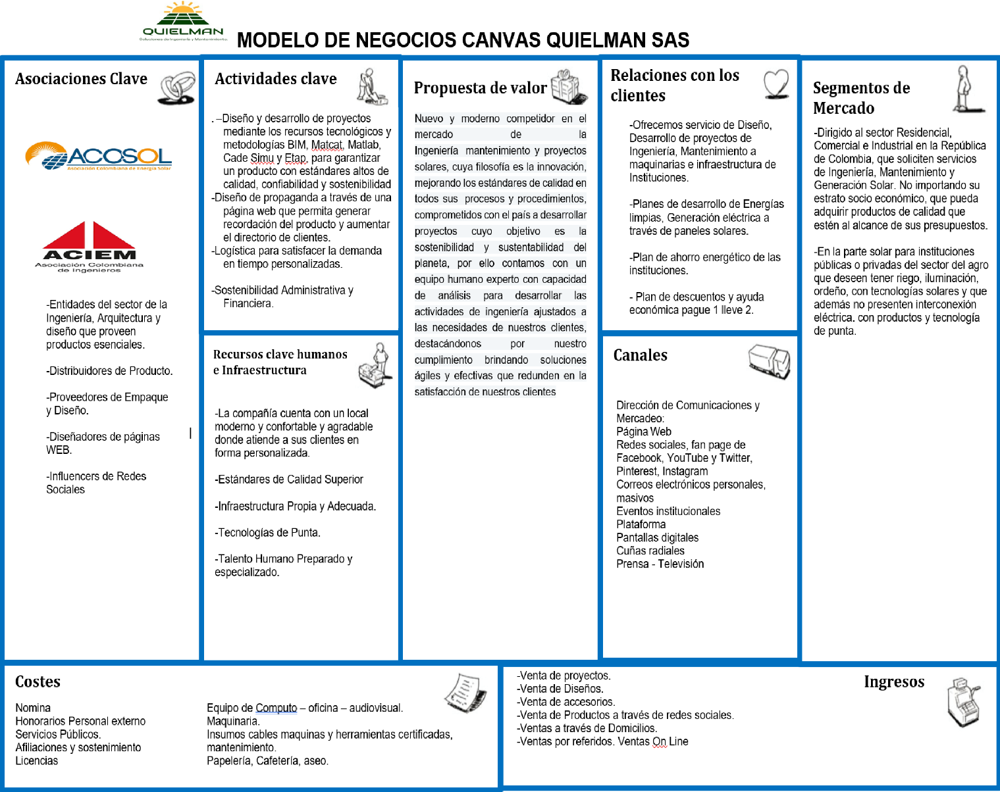 QUIELMAN
Soluciones de Ingeniería y Mantenimiento.
MODELO DE NEGOCIOS CANVAS QUIELMAN SAS
Asociaciones Clave
ACOSOL
Asociación Colombiana de Energía Solar
ACIEM
Asociación Colombiana
de Ingenieros
-Entidades del sector de la
Ingeniería, Arquitectura y
diseño que proveen
productos esenciales.
-Distribuidores de Producto.
-Proveedores de Empaque
y Diseño.
-Diseñadores de páginas
WEB.
-Influencers de Redes
Sociales
Actividades clave
. –Diseño y desarrollo de proyectos
mediante los recursos tecnológicos y
metodologías BIM, Matcat, Matlab,
Cade Simu y Etap, para garantizar
un producto con estándares altos de
calidad, confiabilidad y sostenibilidad
-Diseño de propaganda a través de una
página web que permita generar
recordación del producto y aumentar
el directorio de clientes.
-Logística para satisfacer la demanda
en tiempo personalizadas.
-Sostenibilidad Administrativa y
Financiera.
Recursos clave humanos
e Infraestructura
-La compañía cuenta con un local
moderno y confortable y agradable
donde atiende a sus clientes en
forma personalizada.
-Estándares de Calidad Superior
-Infraestructura Propia y Adecuada.
-Tecnologías de Punta.
-Talento Humano Preparado y
especializado.
Propuesta de valor
Nuevo y moderno competidor en el
mercado de la
Ingeniería mantenimiento y proyectos
solares, cuya filosofía es la innovación,
mejorando los estándares de calidad en
todos sus procesos y procedimientos,
comprometidos con el país a desarrollar
proyectos cuyo objetivo es la
sostenibilidad y sustentabilidad del
planeta, por ello contamos con un
equipo humano experto con capacidad
de análisis para desarrollar las
actividades de ingeniería ajustados a
las necesidades de nuestros clientes,
destacándonos por nuestro
cumplimiento brindando soluciones
ágiles y efectivas que redunden en la
satisfacción de nuestros clientes
Relaciones con los
clientes
-Ofrecemos servicio de Diseño,
Desarrollo de proyectos de
Ingeniería, Mantenimiento a
maquinarias e infraestructura de
Instituciones.
-Planes de desarrollo de Energías
limpias, Generación eléctrica a
través de paneles solares.
-Plan de ahorro energético de las
instituciones.
- Plan de descuentos y ayuda
económica pague 1 lleve 2.
Canales
Dirección de Comunicaciones y
Mercadeo:
Página Web
Redes sociales, fan page de
Facebook, YouTube y Twitter,
Pinterest, Instagram
Correos electrónicos personales,
masivos
Eventos institucionales
Plataforma
Pantallas digitales
Cuñas radiales
Prensa - Televisión
Segmentos de
Mercado
-Dirigido al sector Residencial,
Comercial e Industrial en la República
de Colombia, que soliciten servicios
de Ingeniería, Mantenimiento y
Generación Solar. No importando su
estrato socio económico, que pueda
adquirir productos de calidad que
estén al alcance de sus presupuestos.
-En la parte solar para instituciones
públicas o privadas del sector del agro
que deseen tener riego, iluminación,
ordeño, con tecnologías solares y que
además no presenten interconexión
eléctrica. con productos y tecnología
de punta.
Costes
Nomina
Honorarios Personal externo
Servicios Públicos.
Afiliaciones y sostenimiento
Licencias
Equipo de Computo – oficina – audiovisual.
Maquinaria.
Insumos cables maquinas y herramientas certificadas,
mantenimiento.
Papelería, Cafetería, aseo.
Ingresos
-Venta de proyectos.
-Venta de Diseños.
-Venta de accesorios.
-Venta de Productos a través de redes sociales.
-Ventas a través de Domicilios.
-Ventas por referidos. Ventas On Line